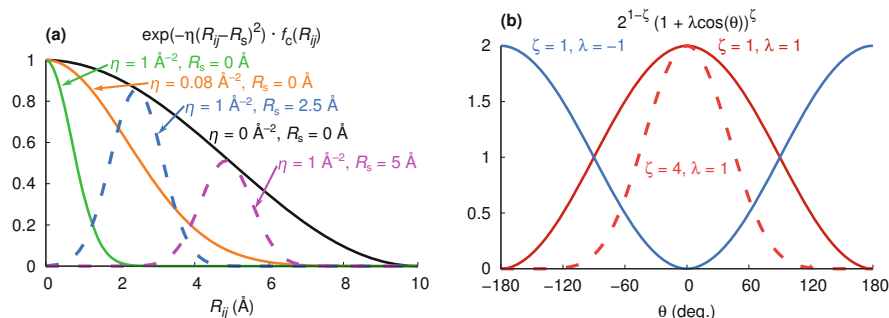 (a)
exp(−η(Rij−Rs)²) · fc(Rij)
1
0.8
0.6
0.4
0.2
0
η = 1 Å⁻², Rs = 0 Å
η = 0.08 Å⁻², Rs = 0 Å
η = 1 Å⁻², Rs = 2.5 Å
η = 0 Å⁻², Rs = 0 Å
η = 1 Å⁻², Rs = 5 Å
0 2 4 6 8 10
Rij (Å)
(b)
2¹⁻ζ (1 + λcos(θ))ζ
2
1.5
1
0.5
0
ζ = 1, λ = −1
ζ = 1, λ = 1
ζ = 4, λ = 1
−180 −120 −60 0 60 120 180
θ (deg.)